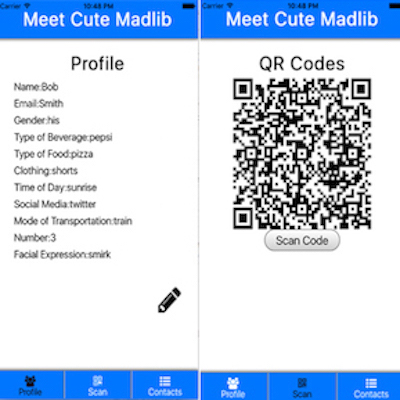 Carrier 10:48 PM
Meet Cute Madlib
Profile
Name:Bob
Email:Smith
Gender:his
Type of Beverage:pepsi
Type of Food:pizza
Clothing:shorts
Time of Day:sunrise
Social Media:twitter
Mode of Transportation:train
Number:3
Facial Expression:smirk
Profile Scan Contacts
Carrier 10:48 PM
Meet Cute Madlib
QR Codes
Scan Code
Profile Scan Contacts